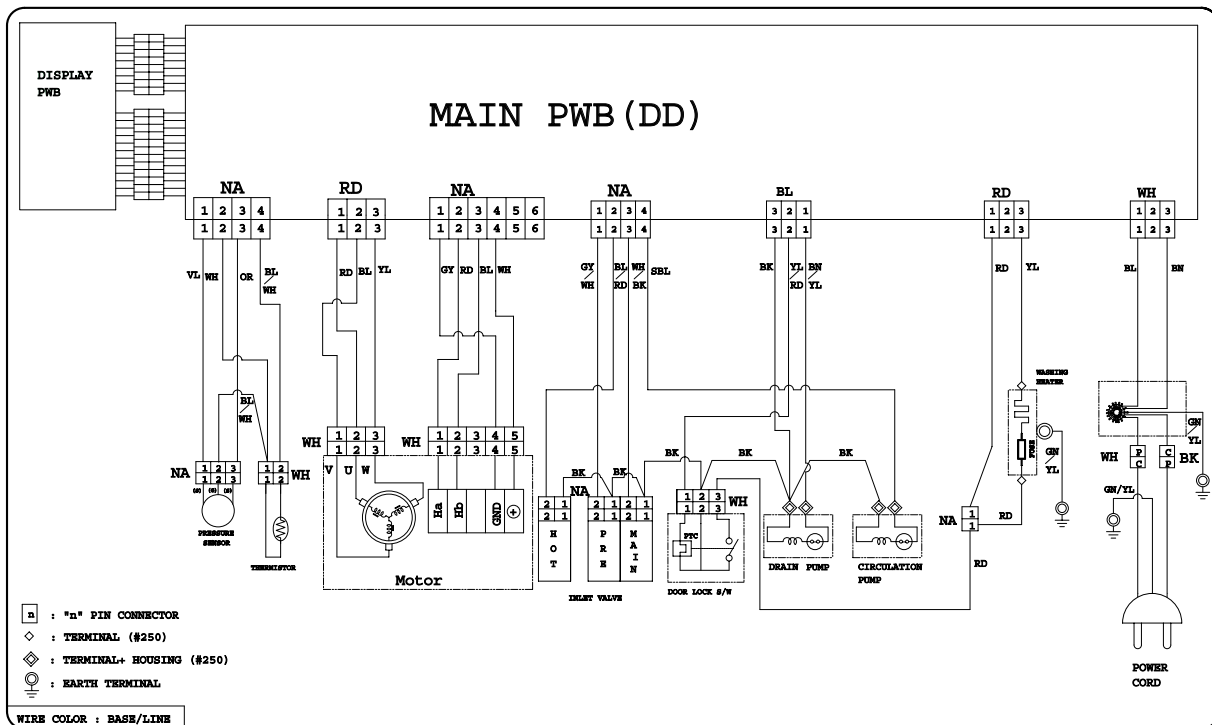 DISPLAY
PWB
MAIN PWB(DD)
NA
RD
NA
NA
BL
RD
WH
1 2 3 4
1 2 3 4
1 2 3
1 2 3
1 2 3 4 5 6
1 2 3 4 5 6
1 2 3 4
1 2 3 4
3 2 1
3 2 1
1 2 3
1 2 3
1 2 3
1 2 3
VL WH OR BL/WH
RD BL YL
GY RD BL WH
GY/WH BL/RD WH/BK SBL
BK YL/RD BN/YL
RD YL
BL BN
BL/WH
NA
1 2 3
1 2 3
PRESSURE
SENSOR
1 2
1 2
WH
THERMISTOR
WH
1 2 3
1 2 3
V U W
WH
1 2 3 4 5
1 2 3 4 5
Ha Hb GND +
Motor
BK BK BK BK BK
NA
2 1
2 1
2 1 2 1
2 1 2 1
HOT
PRE
MAIN
INLET VALVE
1 2 3
1 2 3
WH
PTC
DOOR LOCK S/W
DRAIN PUMP
CIRCULATION
PUMP
WASHING
HEATER
FUSE
GN/YL
NA
1
1
RD
RD
GN/YL
WH
P
C
C
P
BK
GN/YL
POWER
CORD
n : "n" PIN CONNECTOR
: TERMINAL (#250)
: TERMINAL+ HOUSING (#250)
: EARTH TERMINAL
WIRE COLOR : BASE/LINE